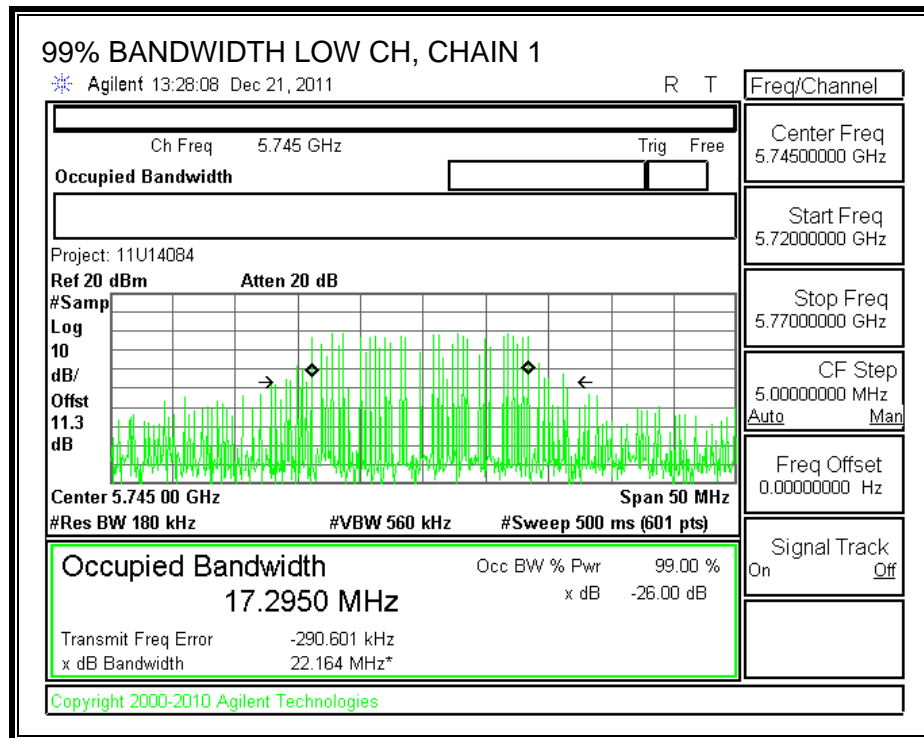 99% BANDWIDTH LOW CH, CHAIN 1
Agilent 13:28:08 Dec 21, 2011 R T
Freq/Channel
Ch Freq 5.745 GHz Trig Free
Occupied Bandwidth
Center Freq
5.74500000 GHz
Start Freq
5.72000000 GHz
Stop Freq
5.77000000 GHz
CF Step
5.00000000 MHz
Auto Man
Freq Offset
0.00000000 Hz
Signal Track
On Off
Project: 11U14084
Ref 20 dBm Atten 20 dB
#Samp
Log
10
dB/
Offst
11.3
dB
Center 5.745 00 GHz Span 50 MHz
#Res BW 180 kHz #VBW 560 kHz #Sweep 500 ms (601 pts)
Occupied Bandwidth Occ BW % Pwr 99.00 %
17.2950 MHz x dB -26.00 dB
Transmit Freq Error -290.601 kHz
x dB Bandwidth 22.164 MHz*
Copyright 2000-2010 Agilent Technologies